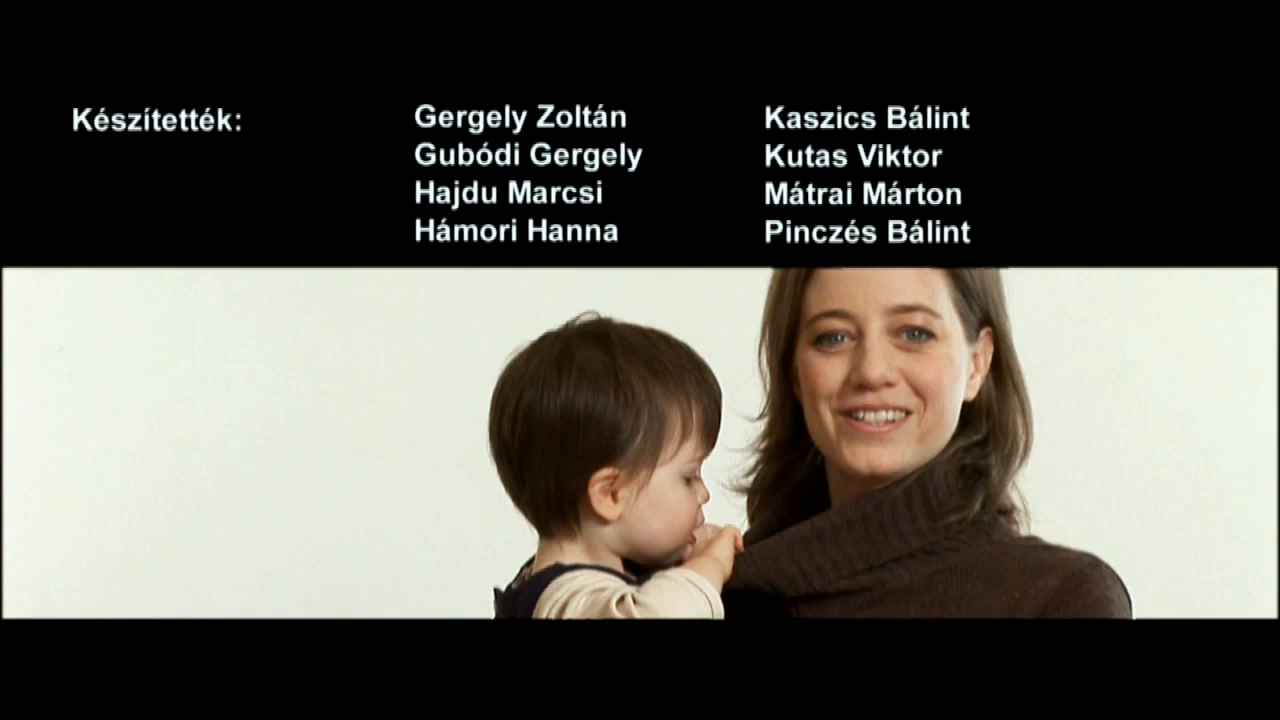 Készítették:
Gergely Zoltán
Gubódi Gergely
Hajdu Marcsi
Hámori Hanna
Kaszics Bálint
Kutas Viktor
Mátrai Márton
Pinczés Bálint